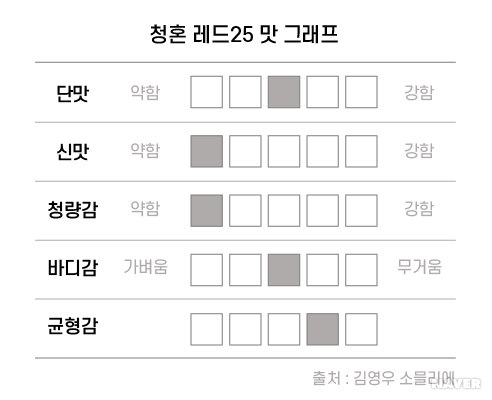 청혼 레드25 맛 그래프
단맛 약함 강함
신맛 약함 강함
청량감 약함 강함
바디감 가벼움 무거움
균형감
출처 : 김영우 소믈리에
NAVER